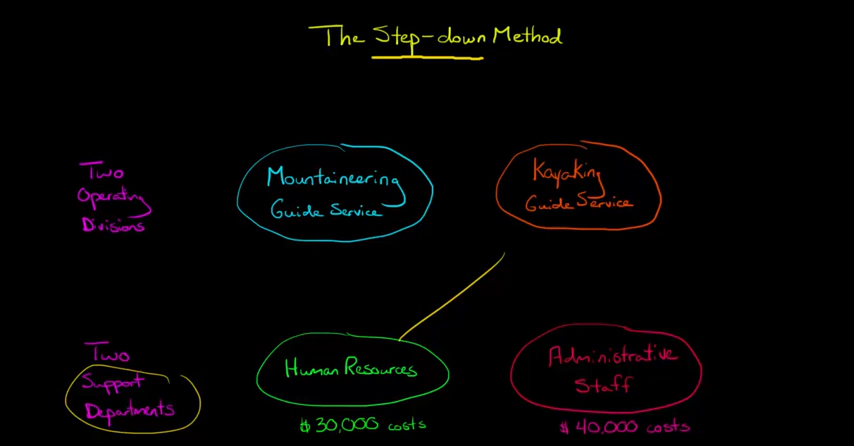 The Step-down Method
Two
Operating
Divisions
Mountaineering
Guide Service
Kayaking
Guide Service
Two
Support
Departments
Human Resources
$30,000 costs
Administrative
Staff
$40,000 costs